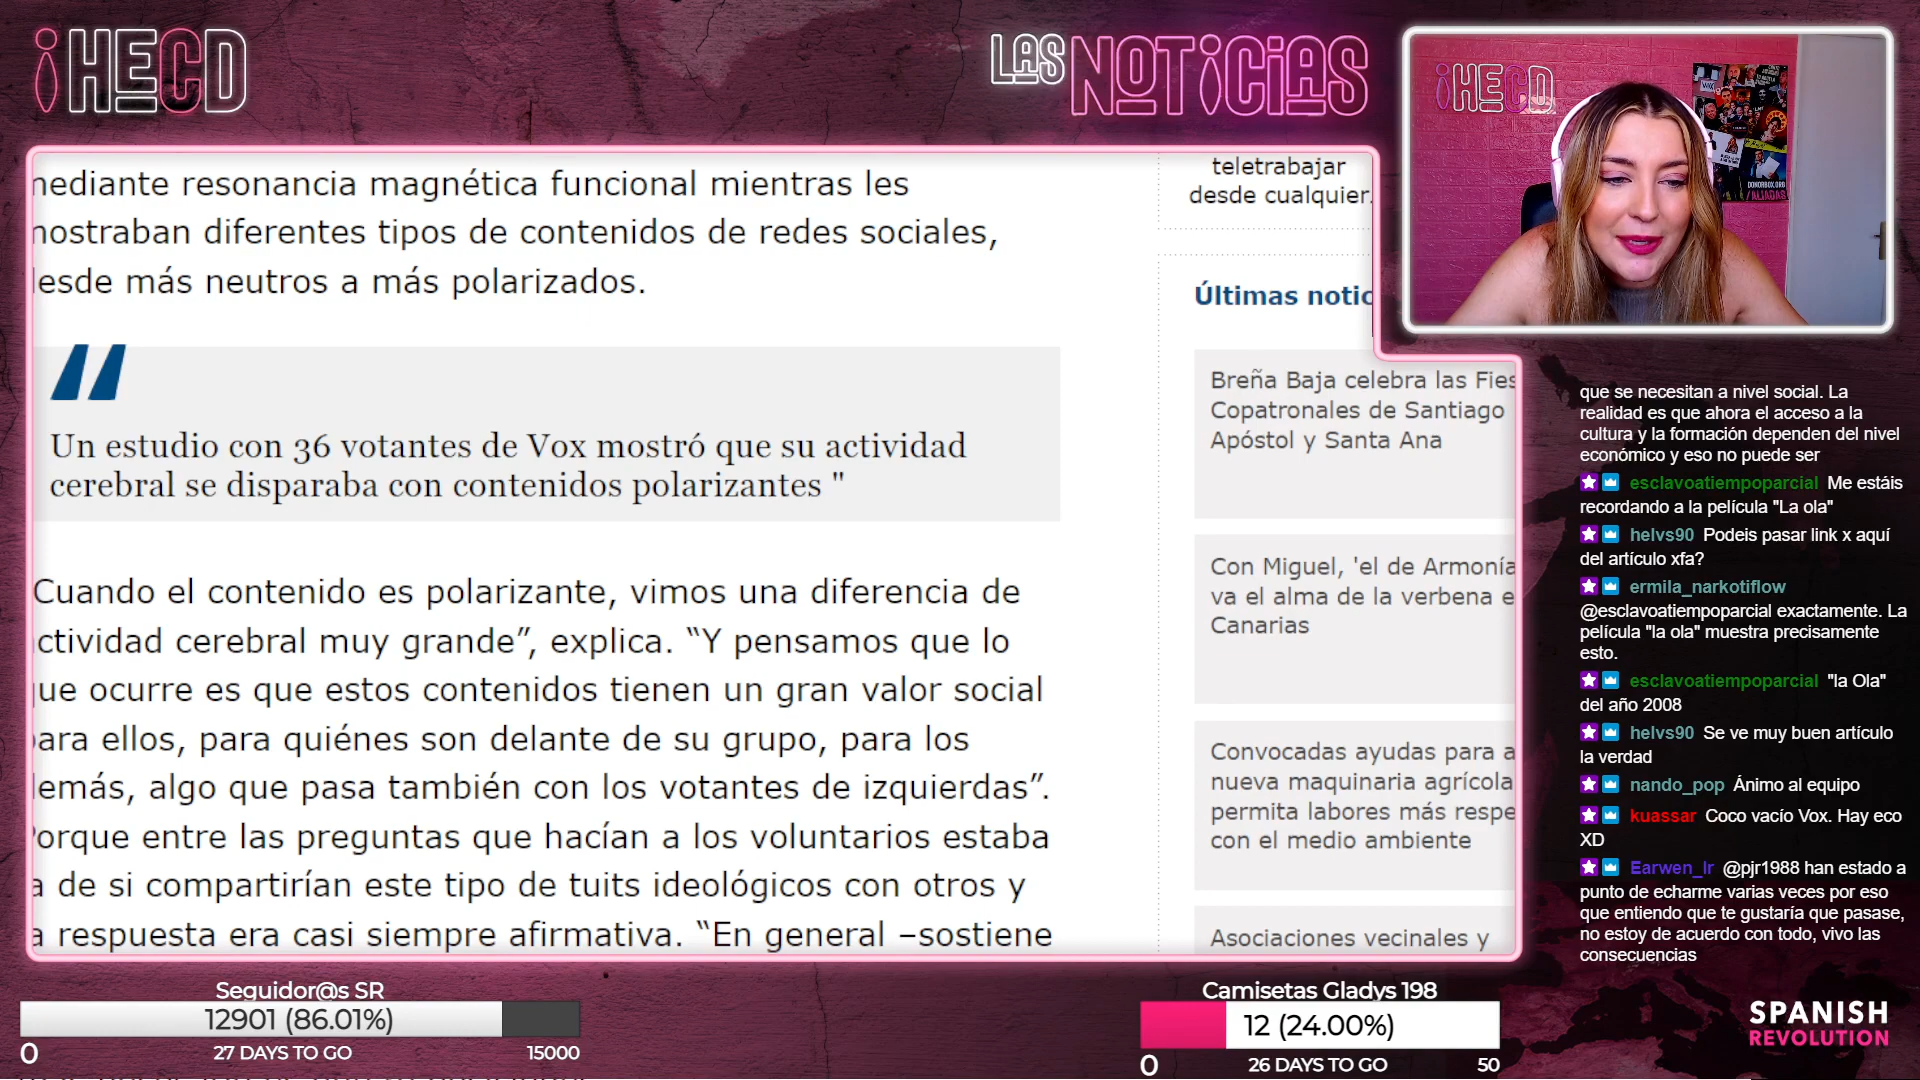 ¡HECD
LAS NOTICIAS
mediante resonancia magnética funcional mientras les
mostraban diferentes tipos de contenidos de redes sociales,
desde más neutros a más polarizados.
Un estudio con 36 votantes de Vox mostró que su actividad
cerebral se disparaba con contenidos polarizantes "
Cuando el contenido es polarizante, vimos una diferencia de
actividad cerebral muy grande”, explica. “Y pensamos que lo
que ocurre es que estos contenidos tienen un gran valor social
para ellos, para quiénes son delante de su grupo, para los
demás, algo que pasa también con los votantes de izquierdas”.
Porque entre las preguntas que hacían a los voluntarios estaba
la de si compartirían este tipo de tuits ideológicos con otros y
la respuesta era casi siempre afirmativa. “En general –sostiene
teletrabajar
desde cualquier
Últimas notic
Breña Baja celebra las Fies
Copatronales de Santiago
Apóstol y Santa Ana
Con Miguel, 'el de Armonía
va el alma de la verbena e
Canarias
Convocadas ayudas para a
nueva maquinaria agrícola
permita labores más respe
con el medio ambiente
Asociaciones vecinales y
¡HECD
DONORBOX.ORG
/ALIADAS
que se necesitan a nivel social. La
realidad es que ahora el acceso a la
cultura y la formación dependen del nivel
económico y eso no puede ser
esclavoatiempoparcial Me estáis
recordando a la película "La ola"
helvs90 Podeis pasar link x aquí
del artículo xfa?
ermila_narkotiflow
@esclavoatiempoparcial exactamente. La
película "la ola" muestra precisamente
esto.
esclavoatiempoparcial "la Ola"
del año 2008
helvs90 Se ve muy buen artículo
la verdad
nando_pop Ánimo al equipo
kuassar Coco vacío Vox. Hay eco
XD
Earwen_lr @pjr1988 han estado a
punto de echarme varias veces por eso
que entiendo que te gustaría que pasase,
no estoy de acuerdo con todo, vivo las
consecuencias
Seguidor@s SR
12901 (86.01%)
0 27 DAYS TO GO 15000
Camisetas Gladys 198
12 (24.00%)
0 26 DAYS TO GO 50
SPANISH
REVOLUTION